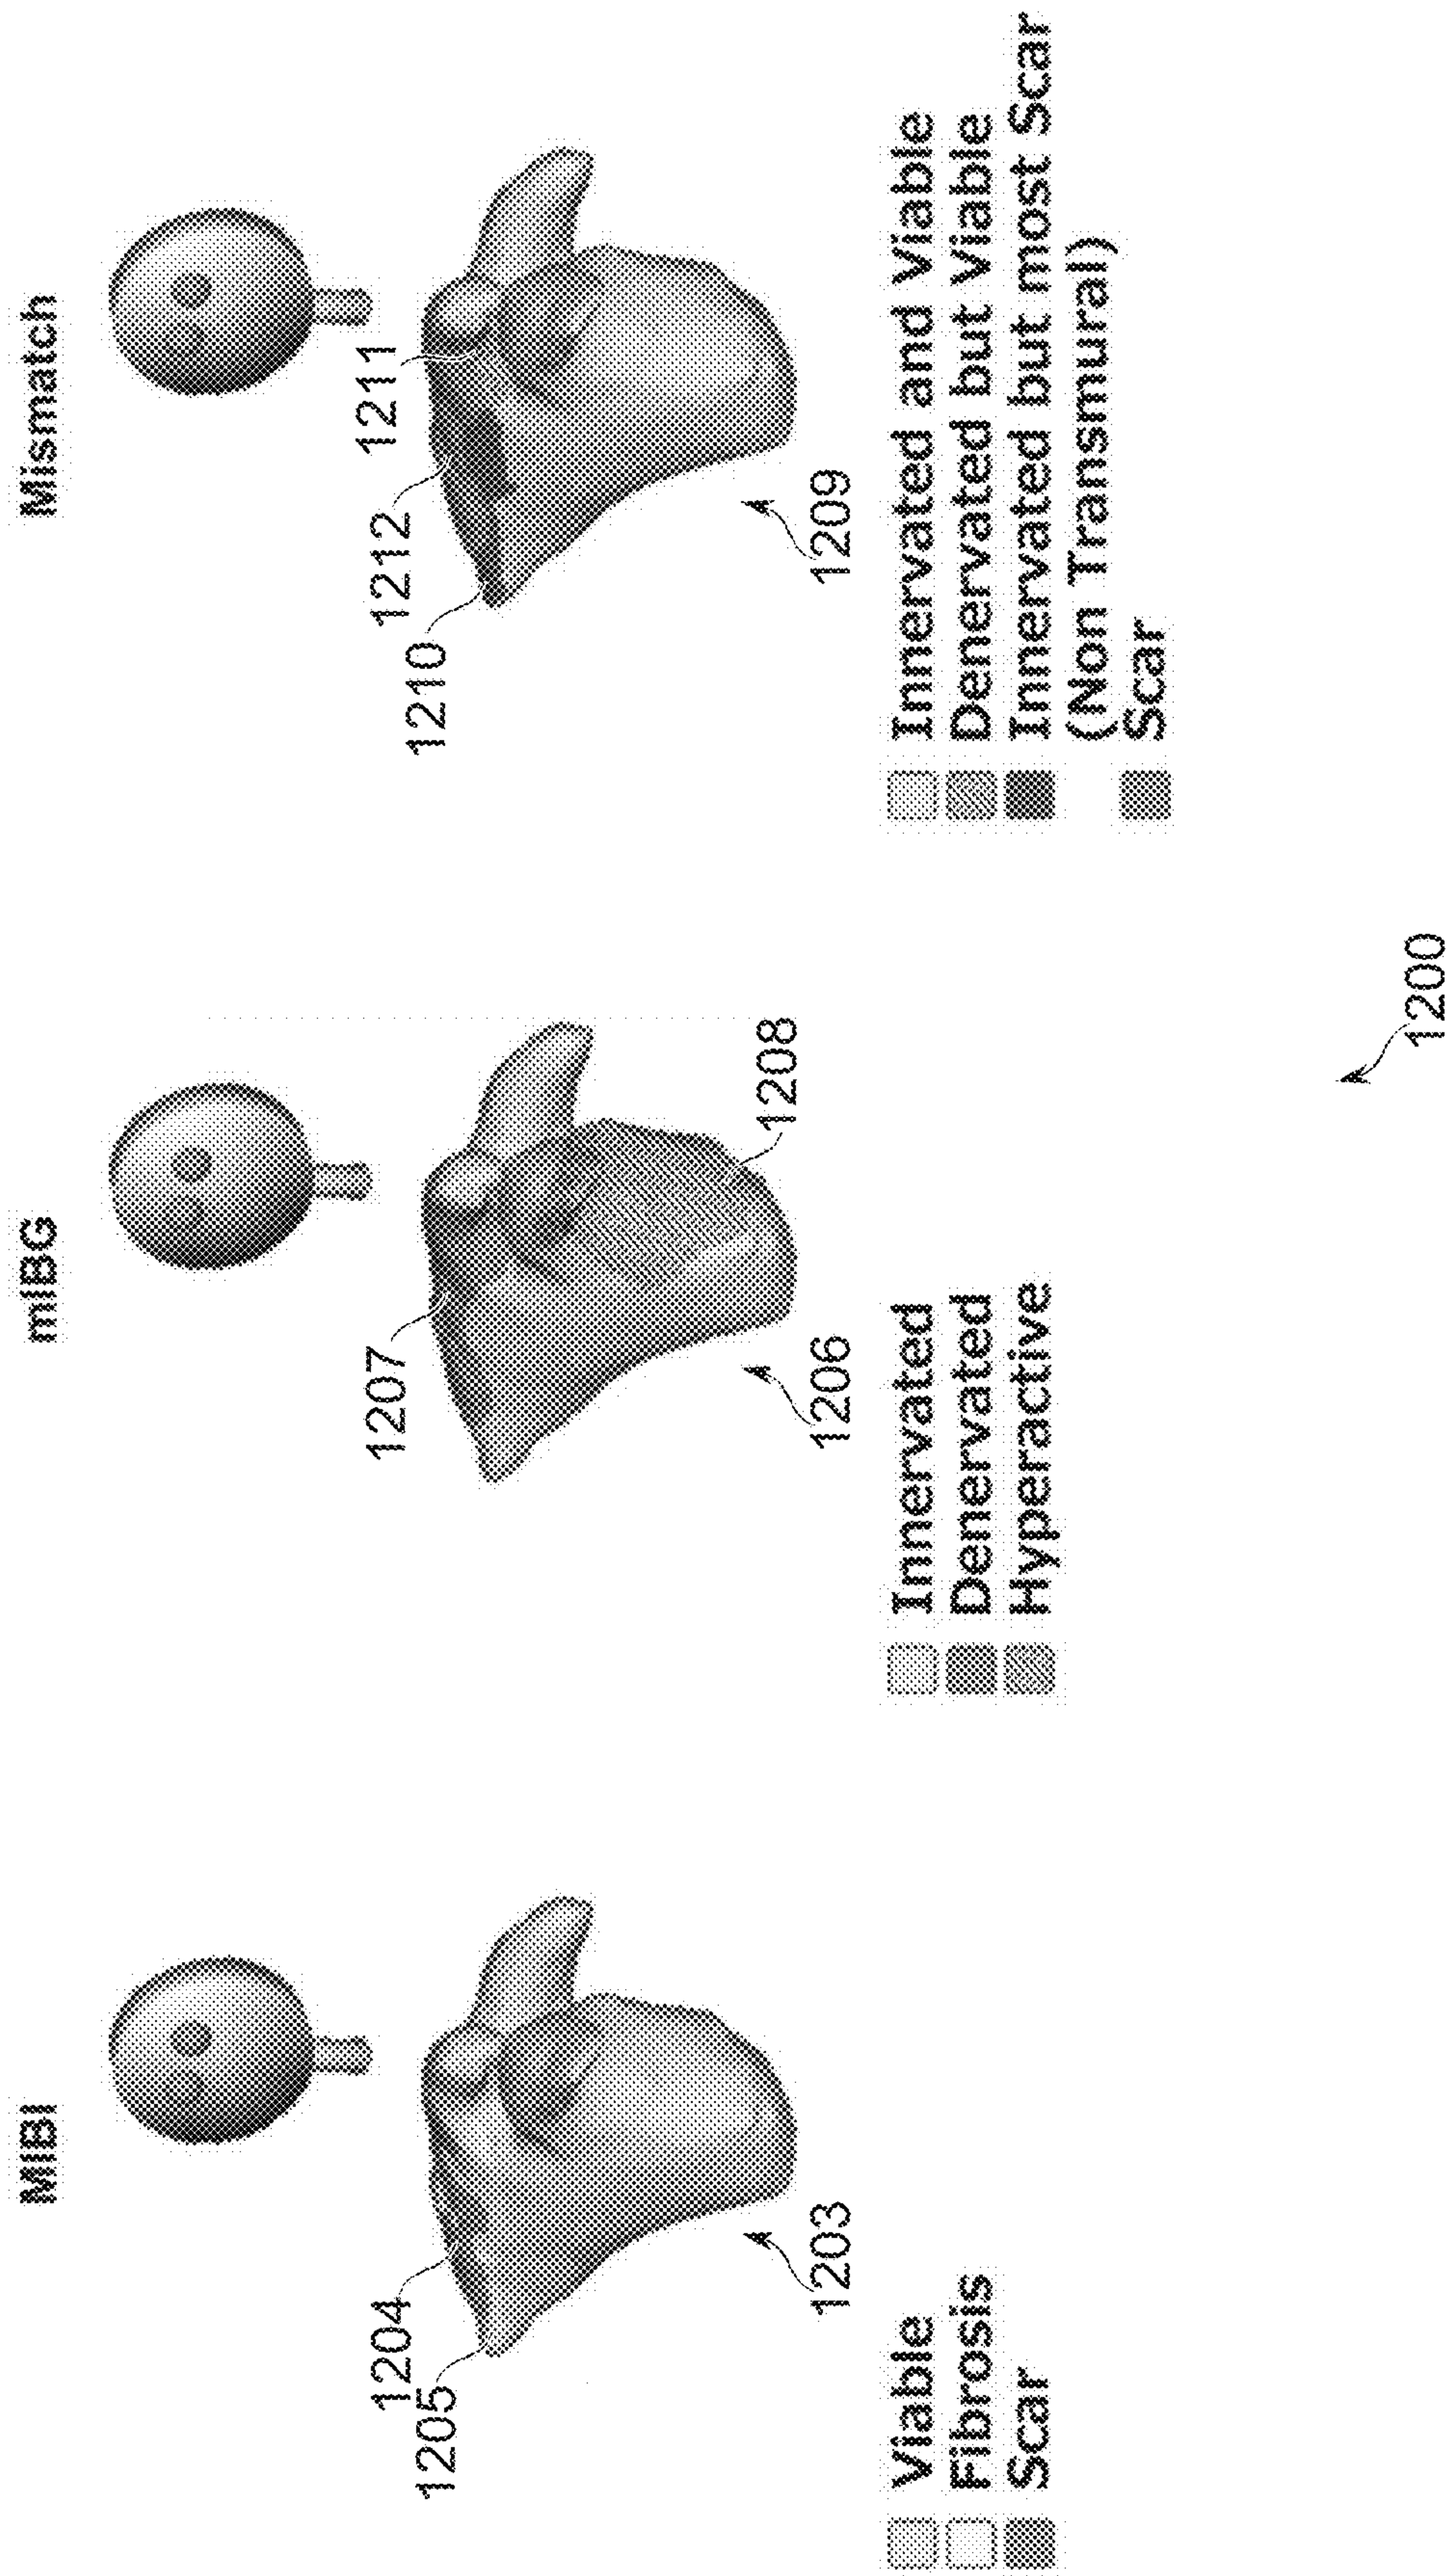 MIBI
1204
1205
1203
Viable
Fibrosis
Scar
mIBG
1207
1208
1206
Innervated
Denervated
Hyperactive
Mismatch
1211
1212
1210
1209
Innervated and Viable
Denervated but Viable
Innervated but most Scar
(Non Transmural)
Scar
1200